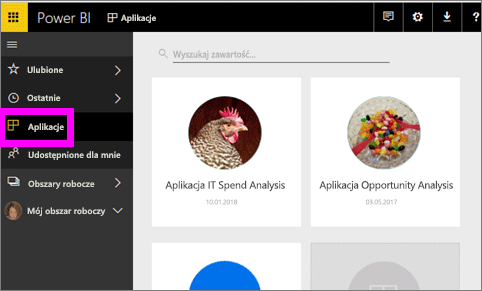 Power BI
Aplikacje
?
Ulubione
Ostatnie
Aplikacje
Udostępnione dla mnie
Obszary robocze
Mój obszar roboczy
Wyszukaj zawartość...
Aplikacja IT Spend Analysis
10.01.2018
Aplikacja Opportunity Analysis
03.05.2017